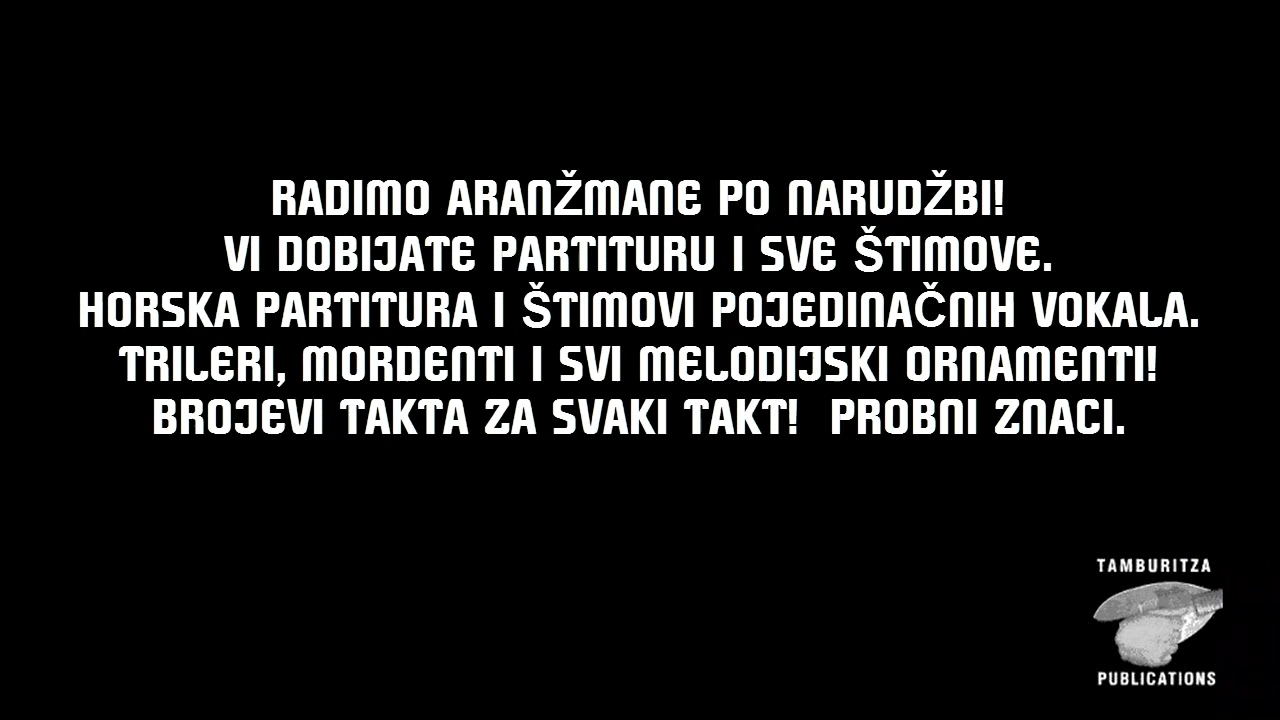 RADIMO ARANŽMANE PO NARUDŽBI!
VI DOBIJATE PARTITURU I SVE ŠTIMOVE.
HORSKA PARTITURA I ŠTIMOVI POJEDINAČNIH VOKALA.
TRILERI, MORDENTI I SVI MELODIJSKI ORNAMENTI!
BROJEVI TAKTA ZA SVAKI TAKT!  PROBNI ZNACI.
TAMBURITZA
PUBLICATIONS